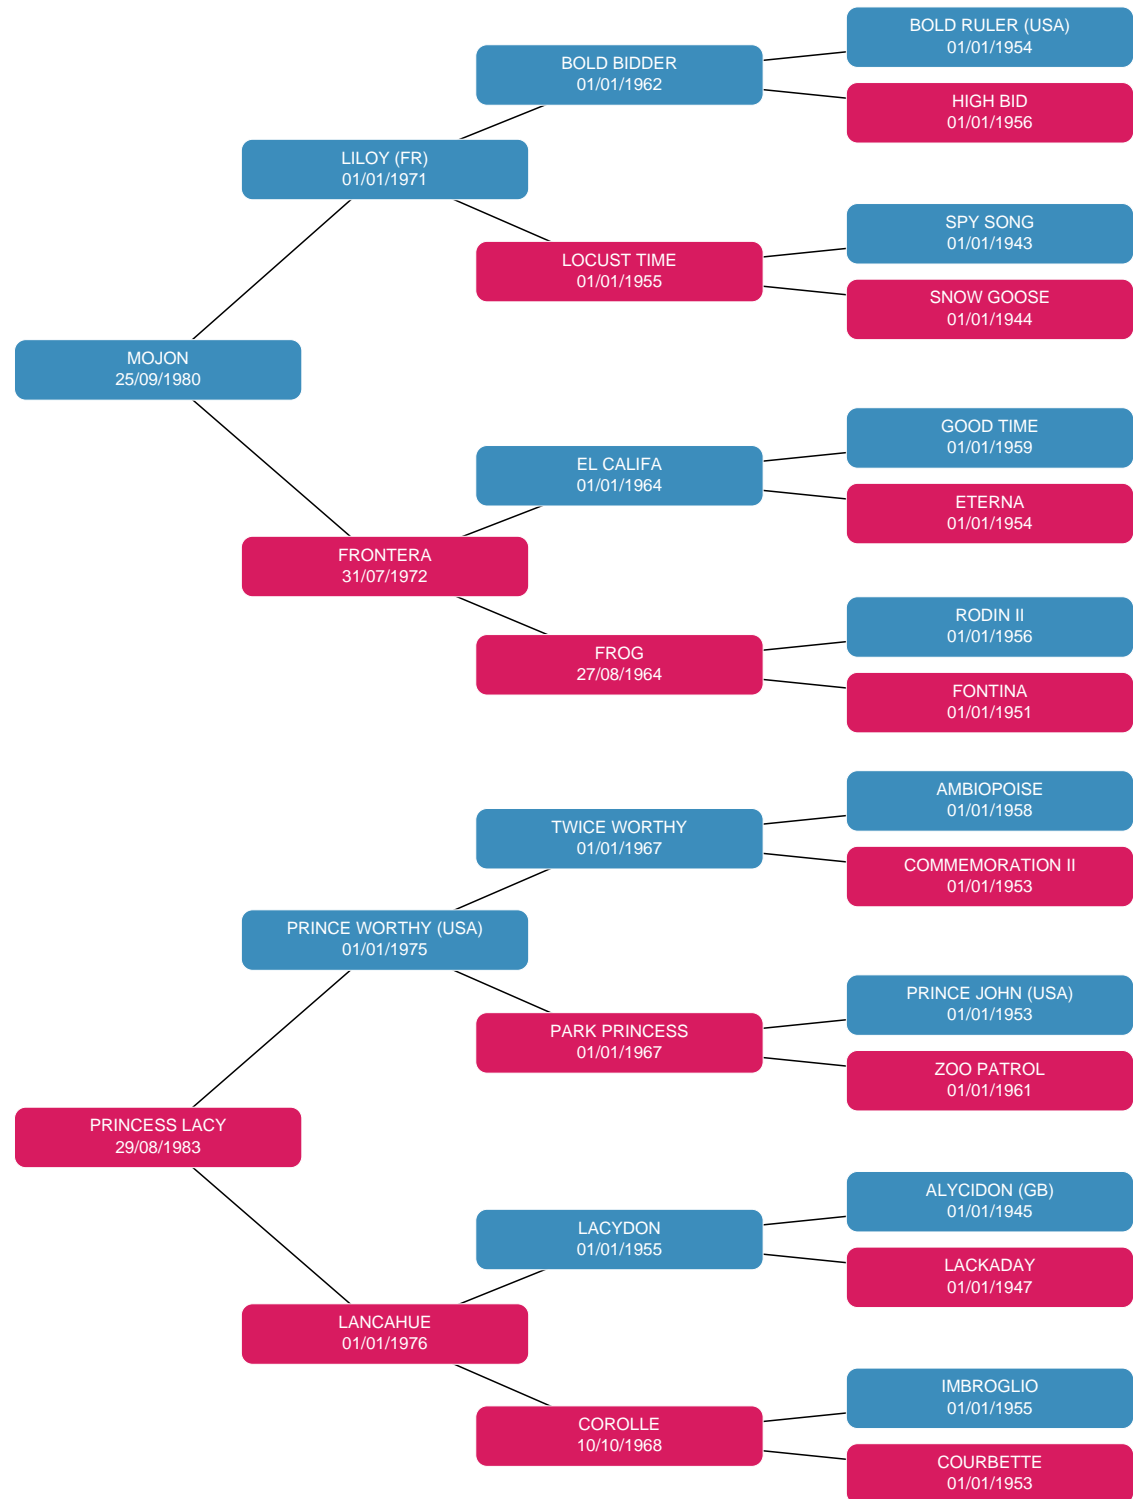 BOLD RULER (USA)
01/01/1954
BOLD BIDDER
01/01/1962
HIGH BID
01/01/1956
LILOY (FR)
01/01/1971
SPY SONG
01/01/1943
LOCUST TIME
01/01/1955
SNOW GOOSE
01/01/1944
MOJON
25/09/1980
GOOD TIME
01/01/1959
EL CALIFA
01/01/1964
ETERNA
01/01/1954
FRONTERA
31/07/1972
RODIN II
01/01/1956
FROG
27/08/1964
FONTINA
01/01/1951
AMBIOPOISE
01/01/1958
TWICE WORTHY
01/01/1967
COMMEMORATION II
01/01/1953
PRINCE WORTHY (USA)
01/01/1975
PRINCE JOHN (USA)
01/01/1953
PARK PRINCESS
01/01/1967
ZOO PATROL
01/01/1961
PRINCESS LACY
29/08/1983
ALYCIDON (GB)
01/01/1945
LACYDON
01/01/1955
LACKADAY
01/01/1947
LANCAHUE
01/01/1976
IMBROGLIO
01/01/1955
COROLLE
10/10/1968
COURBETTE
01/01/1953